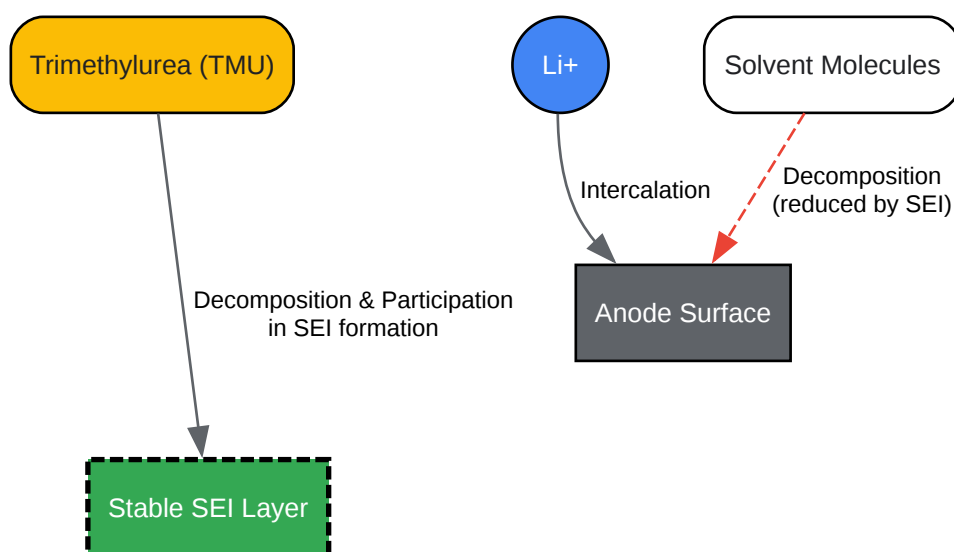 Trimethylurea (TMU)
Li+
Solvent Molecules
Intercalation
Decomposition
(reduced by SEI)
Decomposition & Participation
in SEI formation
Anode Surface
Stable SEI Layer